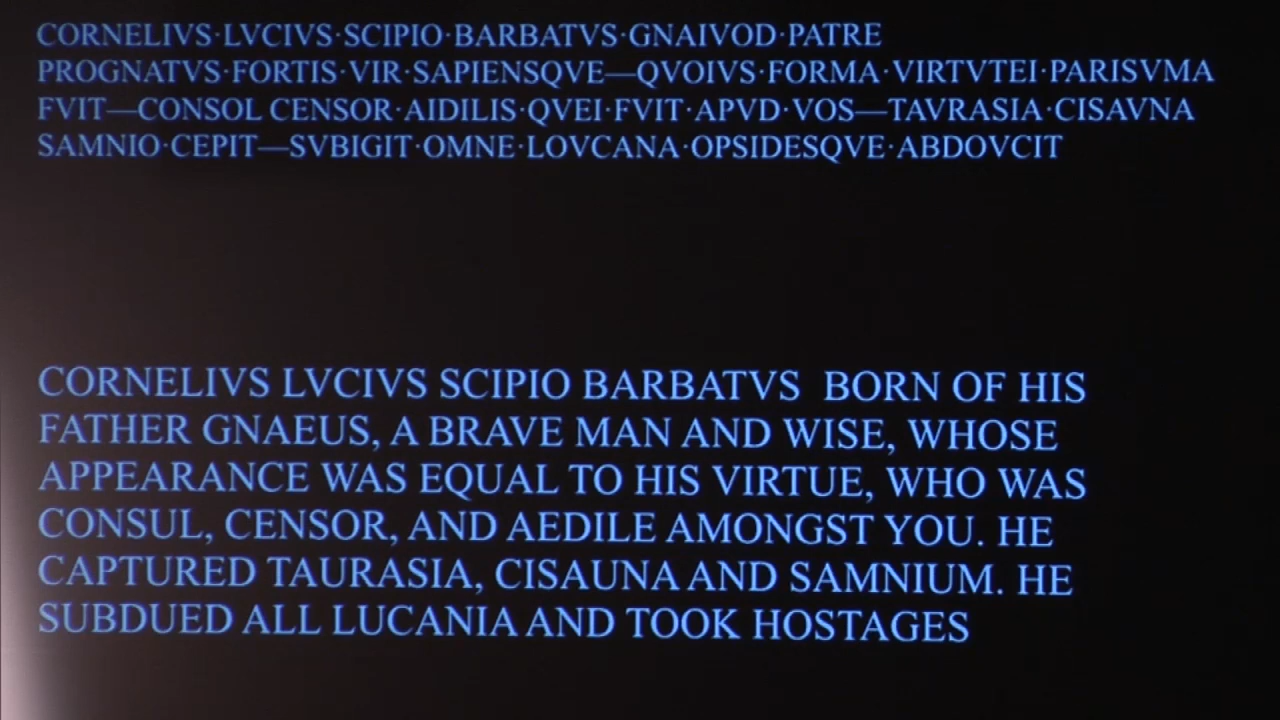 CORNELIVS·LVCIVS·SCIPIO·BARBATVS·GNAIVOD·PATRE
PROGNATVS·FORTIS·VIR·SAPIENSQVE—QVOIVS·FORMA·VIRTVTEI·PARISVMA
FVIT—CONSOL CENSOR·AIDILIS·QVEI·FVIT·APVD·VOS—TAVRASIA·CISAVNA
SAMNIO·CEPIT—SVBIGIT·OMNE·LOVCANA·OPSIDESQVE·ABDOVCIT
CORNELIVS LVCIVS SCIPIO BARBATVS BORN OF HIS
FATHER GNAEUS, A BRAVE MAN AND WISE, WHOSE
APPEARANCE WAS EQUAL TO HIS VIRTUE, WHO WAS
CONSUL, CENSOR, AND AEDILE AMONGST YOU. HE
CAPTURED TAURASIA, CISAUNA AND SAMNIUM. HE
SUBDUED ALL LUCANIA AND TOOK HOSTAGES